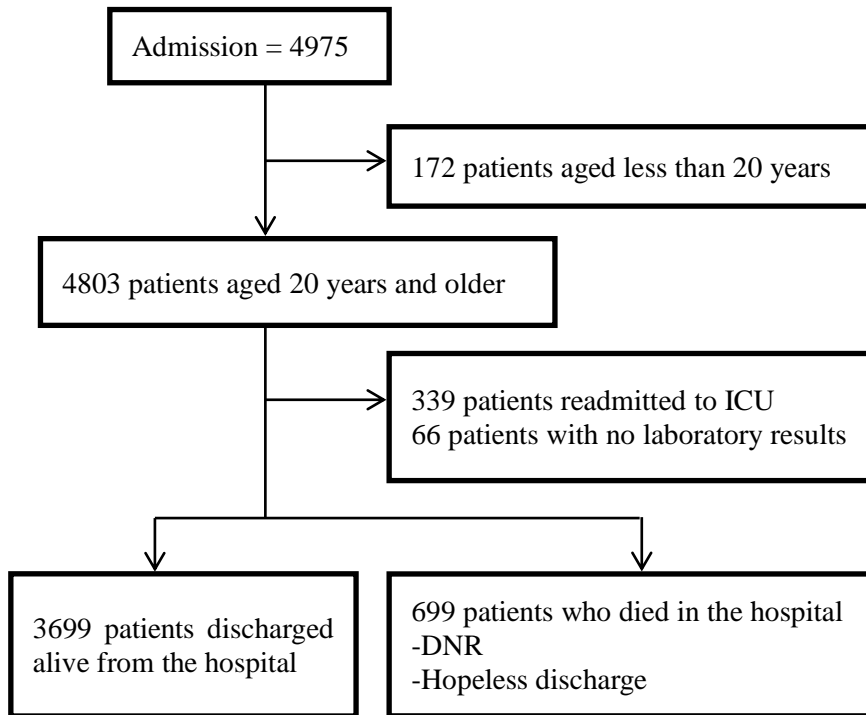 Admission = 4975
172 patients aged less than 20 years
4803 patients aged 20 years and older
339 patients readmitted to ICU
66 patients with no laboratory results
3699 patients discharged
alive from the hospital
699 patients who died in the hospital
-DNR
-Hopeless discharge